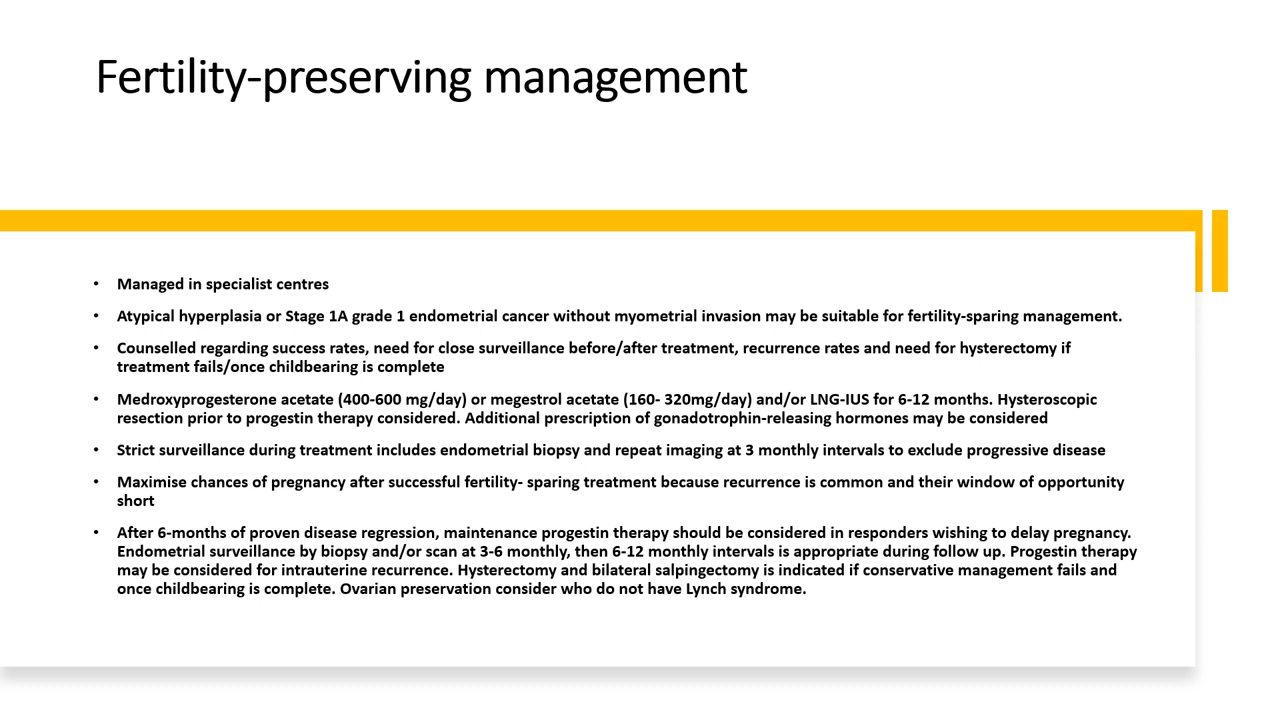 Fertility-preserving management
• Managed in specialist centres
• Atypical hyperplasia or Stage 1A grade 1 endometrial cancer without myometrial invasion may be suitable for fertility-sparing management.
• Counselled regarding success rates, need for close surveillance before/after treatment, recurrence rates and need for hysterectomy if
treatment fails/once childbearing is complete
• Medroxyprogesterone acetate (400-600 mg/day) or megestrol acetate (160- 320mg/day) and/or LNG-IUS for 6-12 months. Hysteroscopic
resection prior to progestin therapy considered. Additional prescription of gonadotrophin-releasing hormones may be considered
• Strict surveillance during treatment includes endometrial biopsy and repeat imaging at 3 monthly intervals to exclude progressive disease
• Maximise chances of pregnancy after successful fertility- sparing treatment because recurrence is common and their window of opportunity
short
• After 6-months of proven disease regression, maintenance progestin therapy should be considered in responders wishing to delay pregnancy.
Endometrial surveillance by biopsy and/or scan at 3-6 monthly, then 6-12 monthly intervals is appropriate during follow up. Progestin therapy
may be considered for intrauterine recurrence. Hysterectomy and bilateral salpingectomy is indicated if conservative management fails and
once childbearing is complete. Ovarian preservation consider who do not have Lynch syndrome.